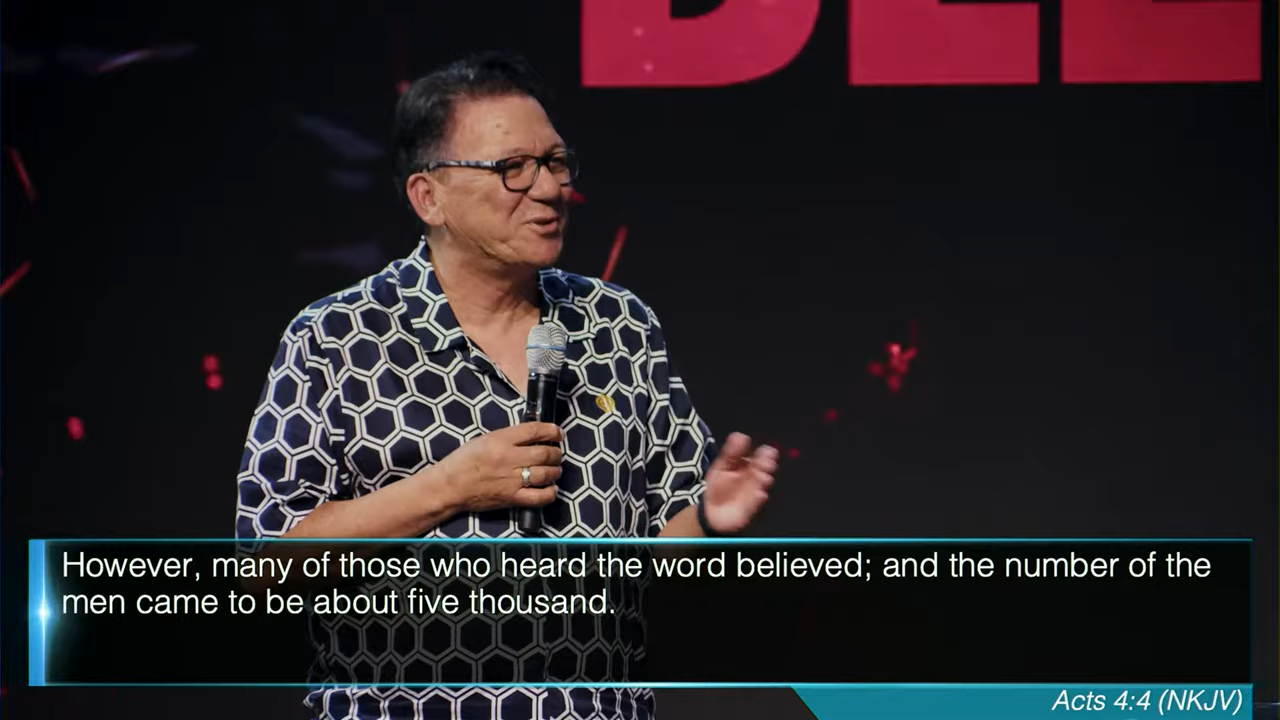 However, many of those who heard the word believed; and the number of the
men came to be about five thousand.
Acts 4:4 (NKJV)